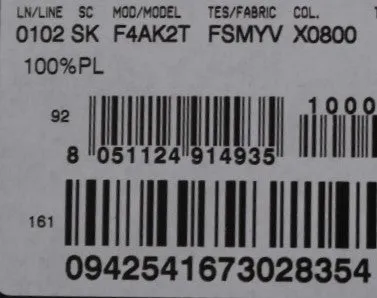 LN/LINE SC MOD/MODEL TES/FABRIC COL.
0102 SK F4AK2T FSMYV X0800
100%PL
92
1000
8 051124 914935
161
0942541673028354